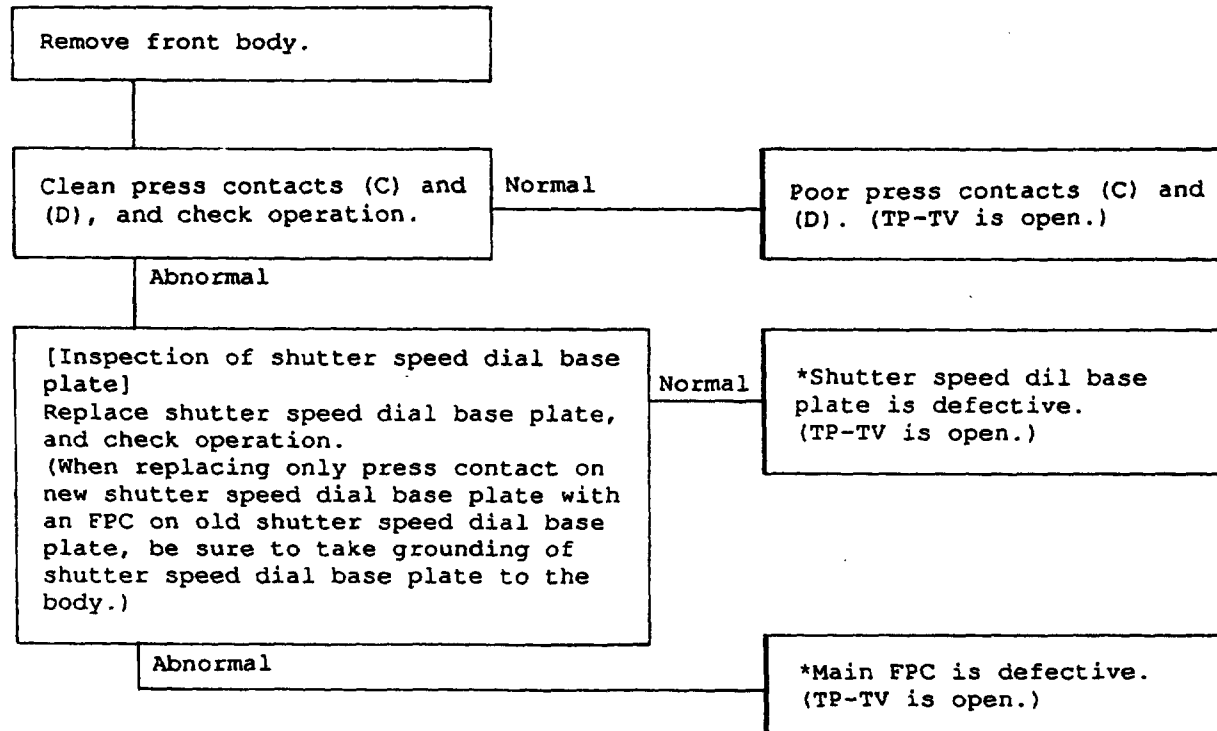 Remove front body.
Clean press contacts (C) and
(D), and check operation.
Normal
Poor press contacts (C) and
(D). (TP-TV is open.)
Abnormal
[Inspection of shutter speed dial base
plate]
Replace shutter speed dial base plate,
and check operation.
(When replacing only press contact on
new shutter speed dial base plate with
an FPC on old shutter speed dial base
plate, be sure to take grounding of
shutter speed dial base plate to the
body.)
Normal
*Shutter speed dil base
plate is defective.
(TP-TV is open.)
Abnormal
*Main FPC is defective.
(TP-TV is open.)